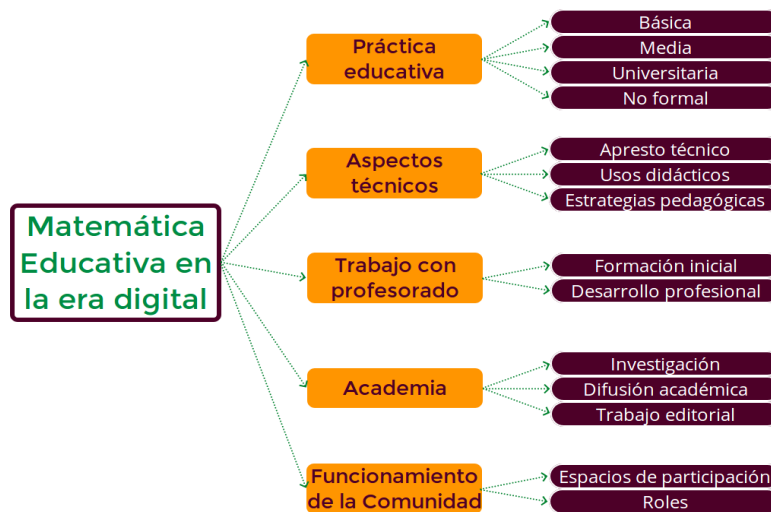 Matemática
Educativa en
la era digital
Práctica
educativa
Básica
Media
Universitaria
No formal
Aspectos
técnicos
Apresto técnico
Usos didácticos
Estrategias pedagógicas
Trabajo con
profesorado
Formación inicial
Desarrollo profesional
Academia
Investigación
Difusión académica
Trabajo editorial
Funcionamiento
de la Comunidad
Espacios de participación
Roles